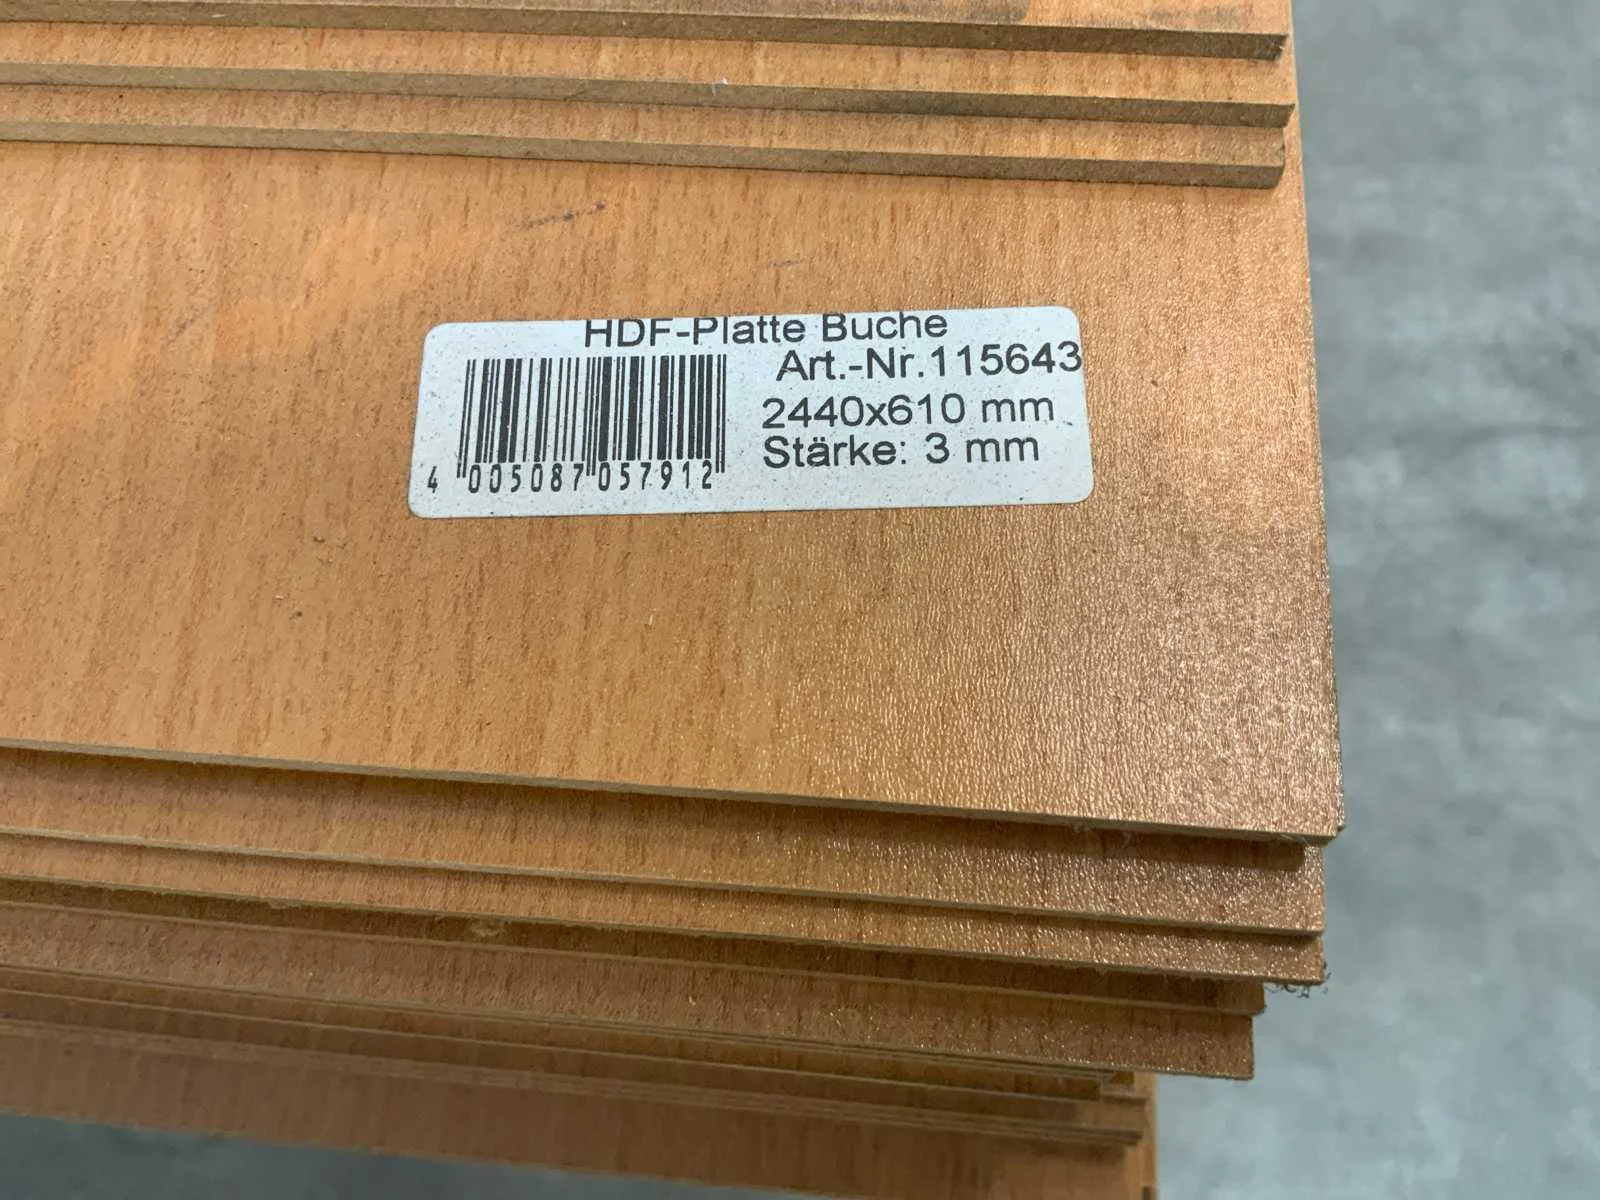 HDF-Platte Buche
Art.-Nr.115643
2440x610 mm
Stärke: 3 mm
4 005087 057912